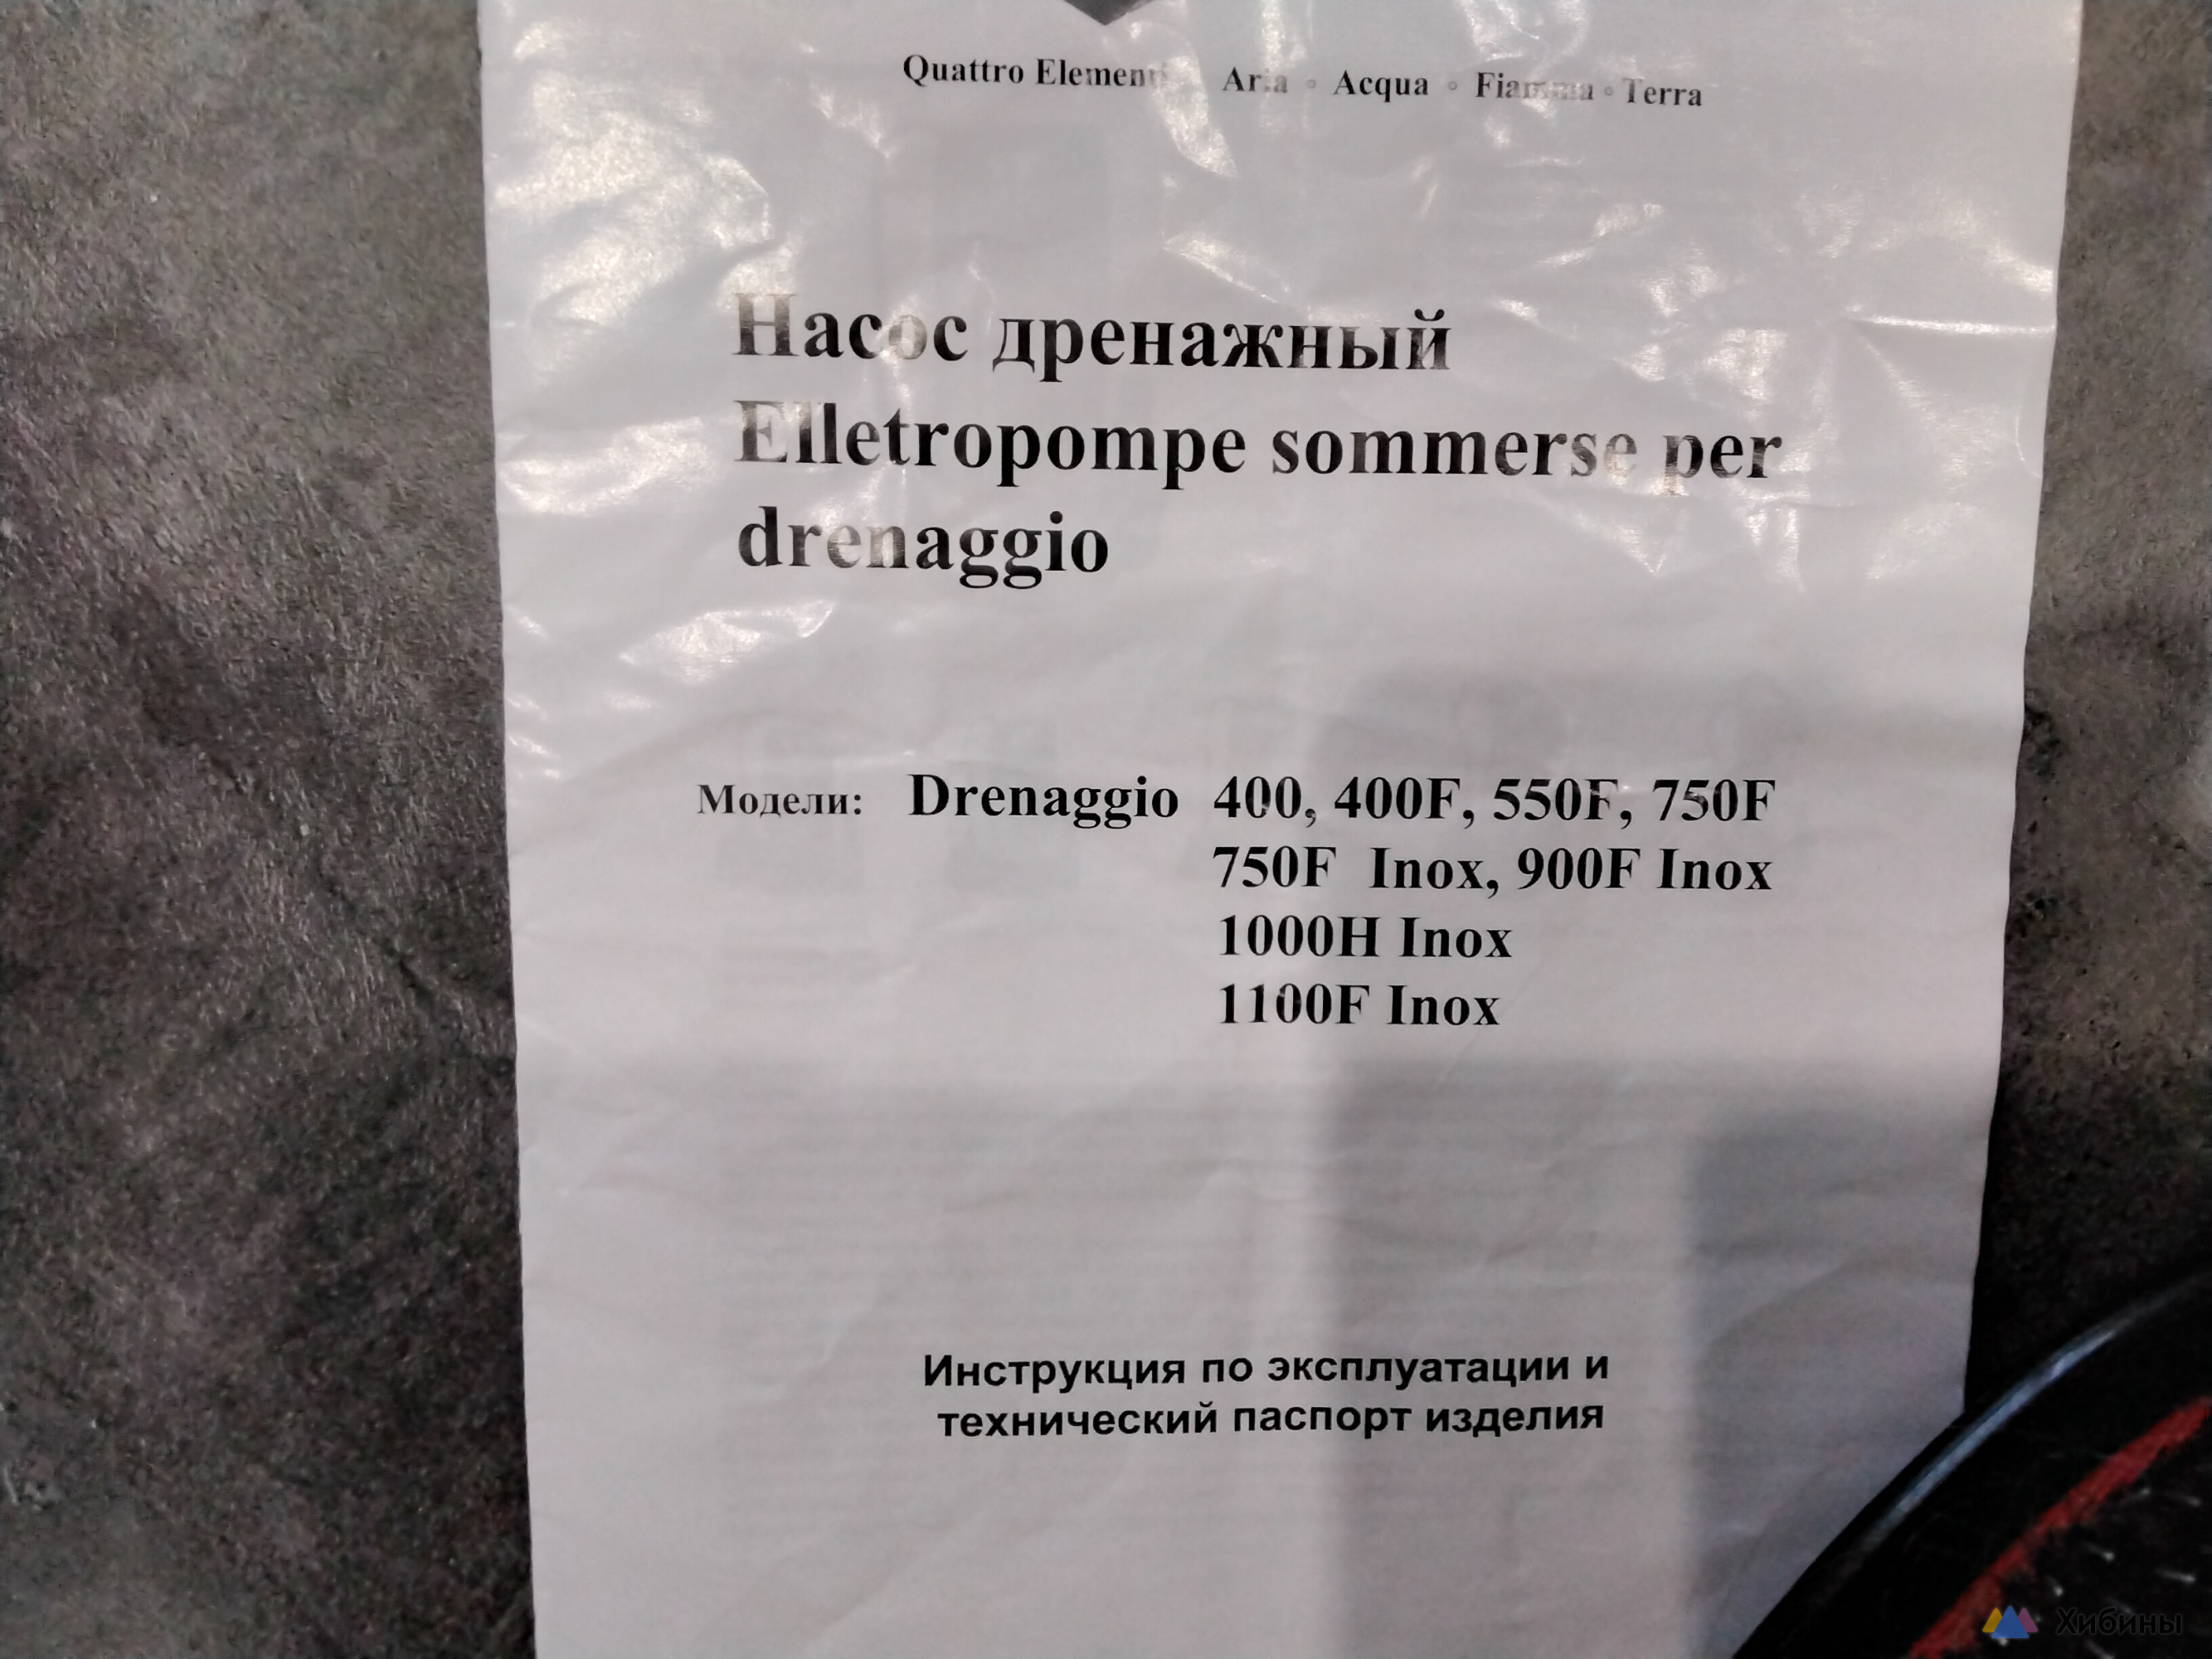 Quattro Elementi Aria ◦ Acqua ◦ Fiamma ◦ Terra
Насос дренажный
Elletropompe sommerse per
drenaggio
Модели: Drenaggio 400, 400F, 550F, 750F
750F Inox, 900F Inox
1000H Inox
1100F Inox
Инструкция по эксплуатации и
технический паспорт изделия
Хибины